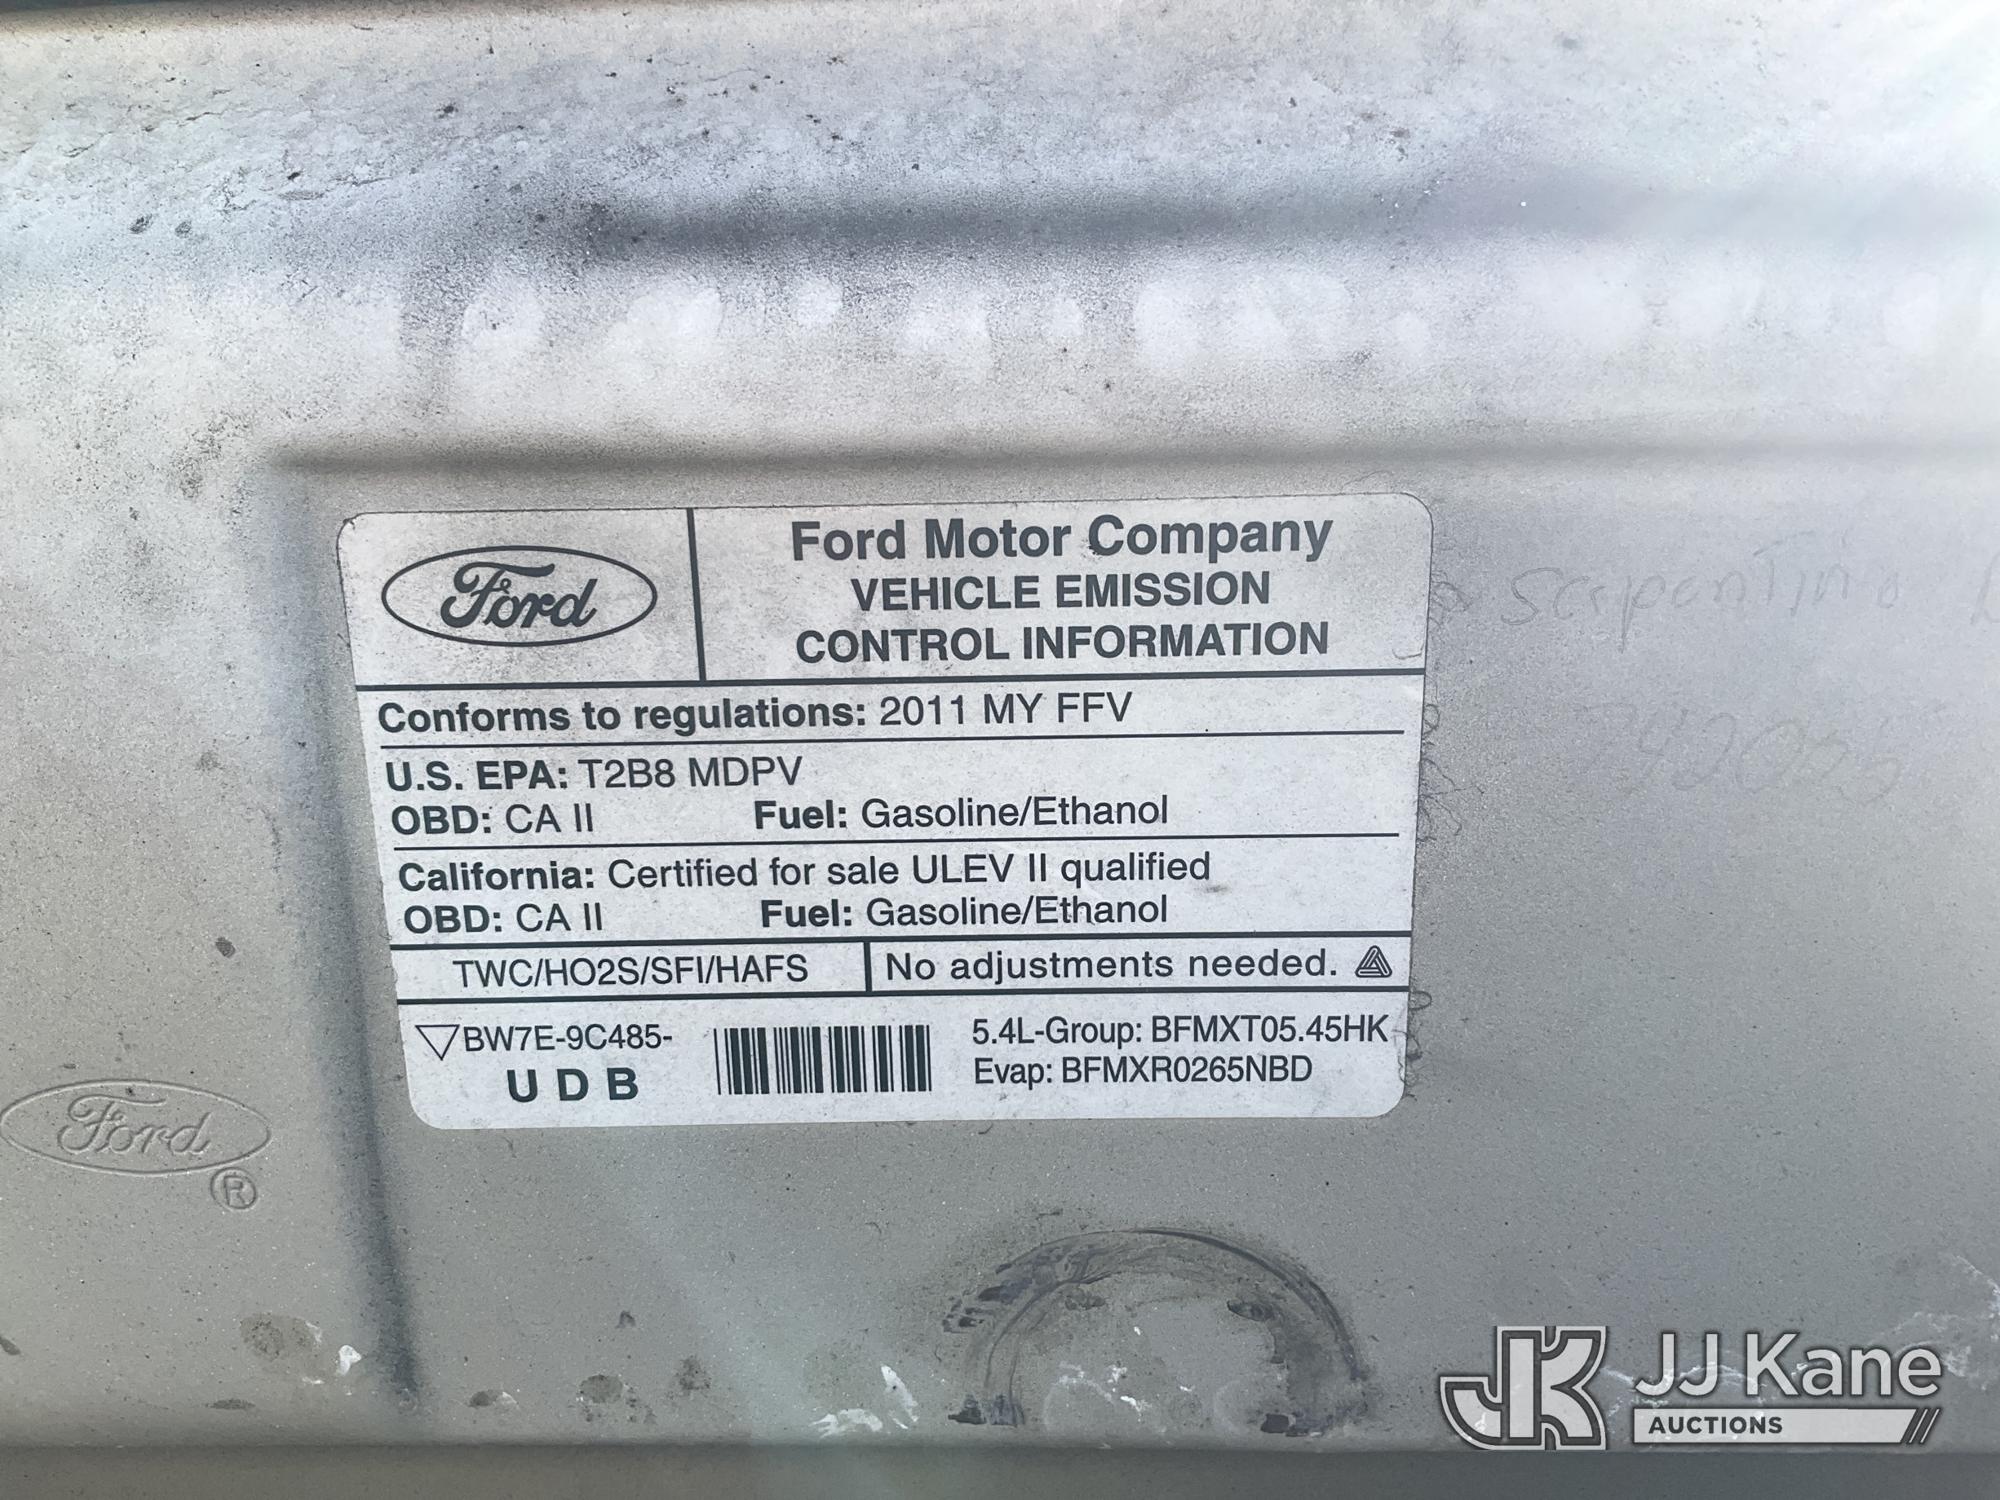 Ford
Ford Motor Company
VEHICLE EMISSION
CONTROL INFORMATION
Conforms to regulations: 2011 MY FFV
U.S. EPA: T2B8 MDPV
OBD: CA II Fuel: Gasoline/Ethanol
California: Certified for sale ULEV II qualified
OBD: CA II Fuel: Gasoline/Ethanol
TWC/HO2S/SFI/HAFS
No adjustments needed.
BW7E-9C485-
U D B
5.4L-Group: BFMXT05.45HK
Evap: BFMXR0265NBD
Ford
®
JK JJ Kane
AUCTIONS